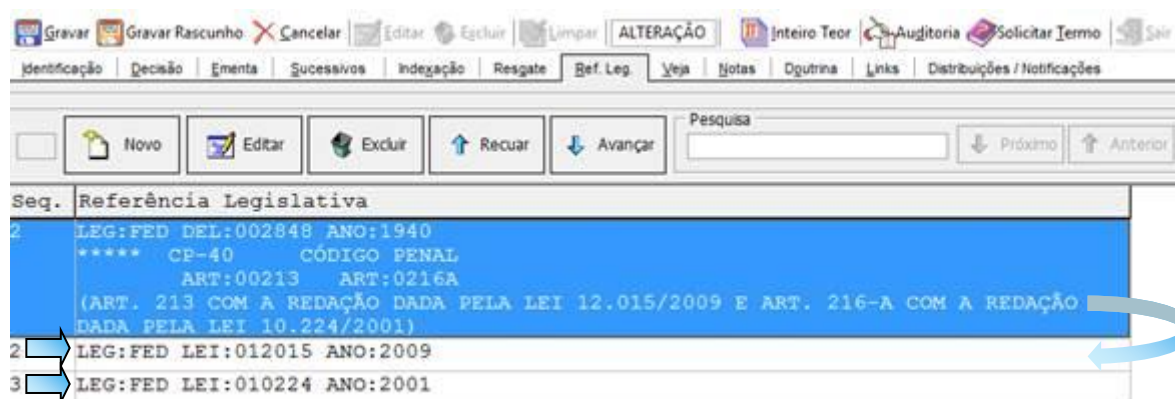 Gravar Gravar Rascunho Cancelar Editar Excluir Limpar ALTERAÇÃO Inteiro Teor Auditoria Solicitar Termo Sair
Identificação Decisão Ementa Sucessivos Indexação Resgate Ref. Leg. Veja Notas Doutrina Links Distribuições / Notificações
Pesquisa
Novo Editar Excluir Recuar Avançar Próximo Anterior
Seq. Referência Legislativa
2 LEG:FED DEL:002848 ANO:1940
***** CP-40 CÓDIGO PENAL
ART:00213 ART:0216A
(ART. 213 COM A REDAÇÃO DADA PELA LEI 12.015/2009 E ART. 216-A COM A REDAÇÃO
DADA PELA LEI 10.224/2001)
2 LEG:FED LEI:012015 ANO:2009
3 LEG:FED LEI:010224 ANO:2001